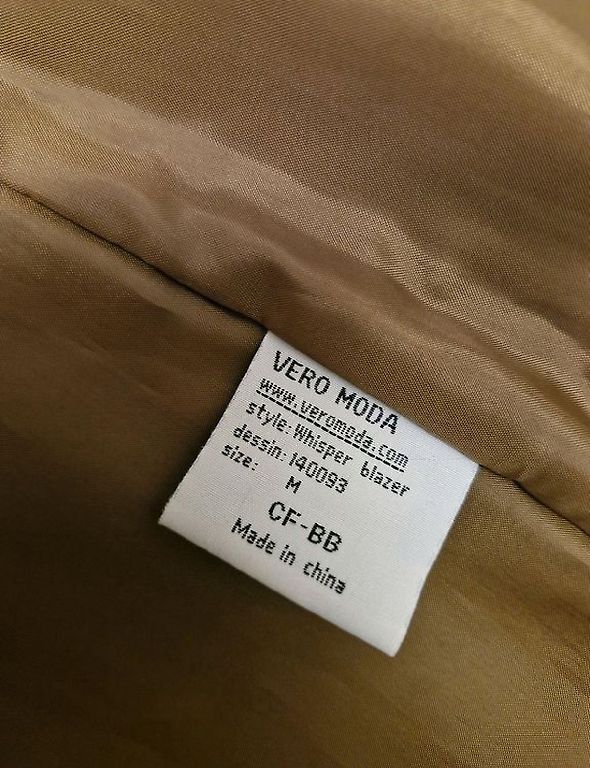 VERO MODA
www.veromoda.com
style: Whisper blazer
dessin: 140093
size:
M
CF-BB
Made in china